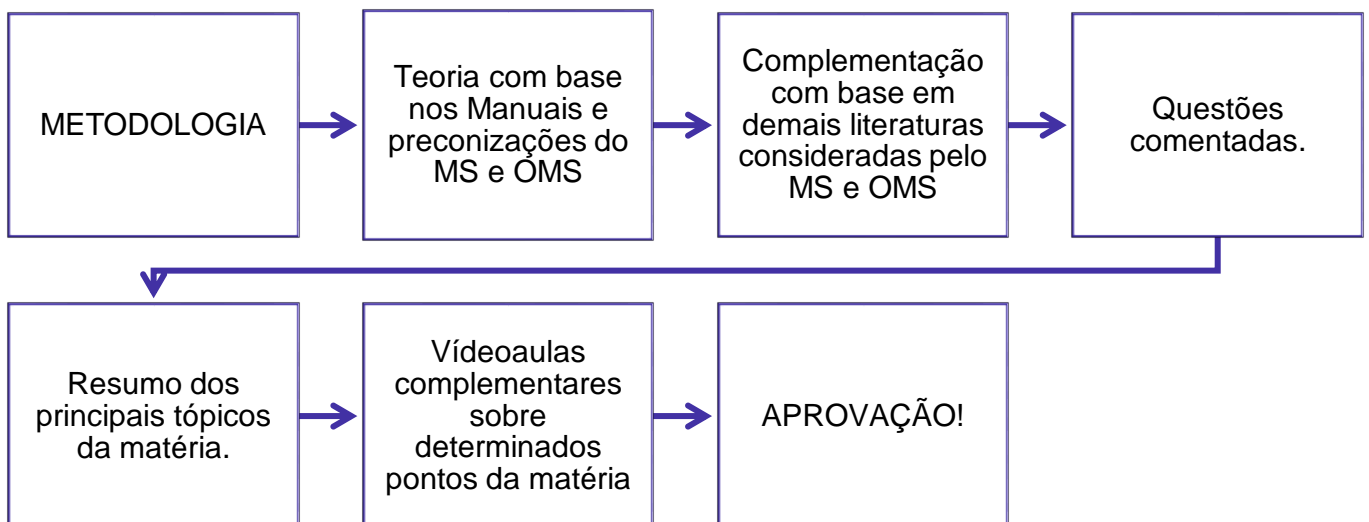 METODOLOGIA
Teoria com base
nos Manuais e
preconizações do
MS e OMS
Complementação
com base em
demais literaturas
consideradas pelo
MS e OMS
Questões
comentadas.
Resumo dos
principais tópicos
da matéria.
Vídeoaulas
complementares
sobre
determinados
pontos da matéria
APROVAÇÃO!